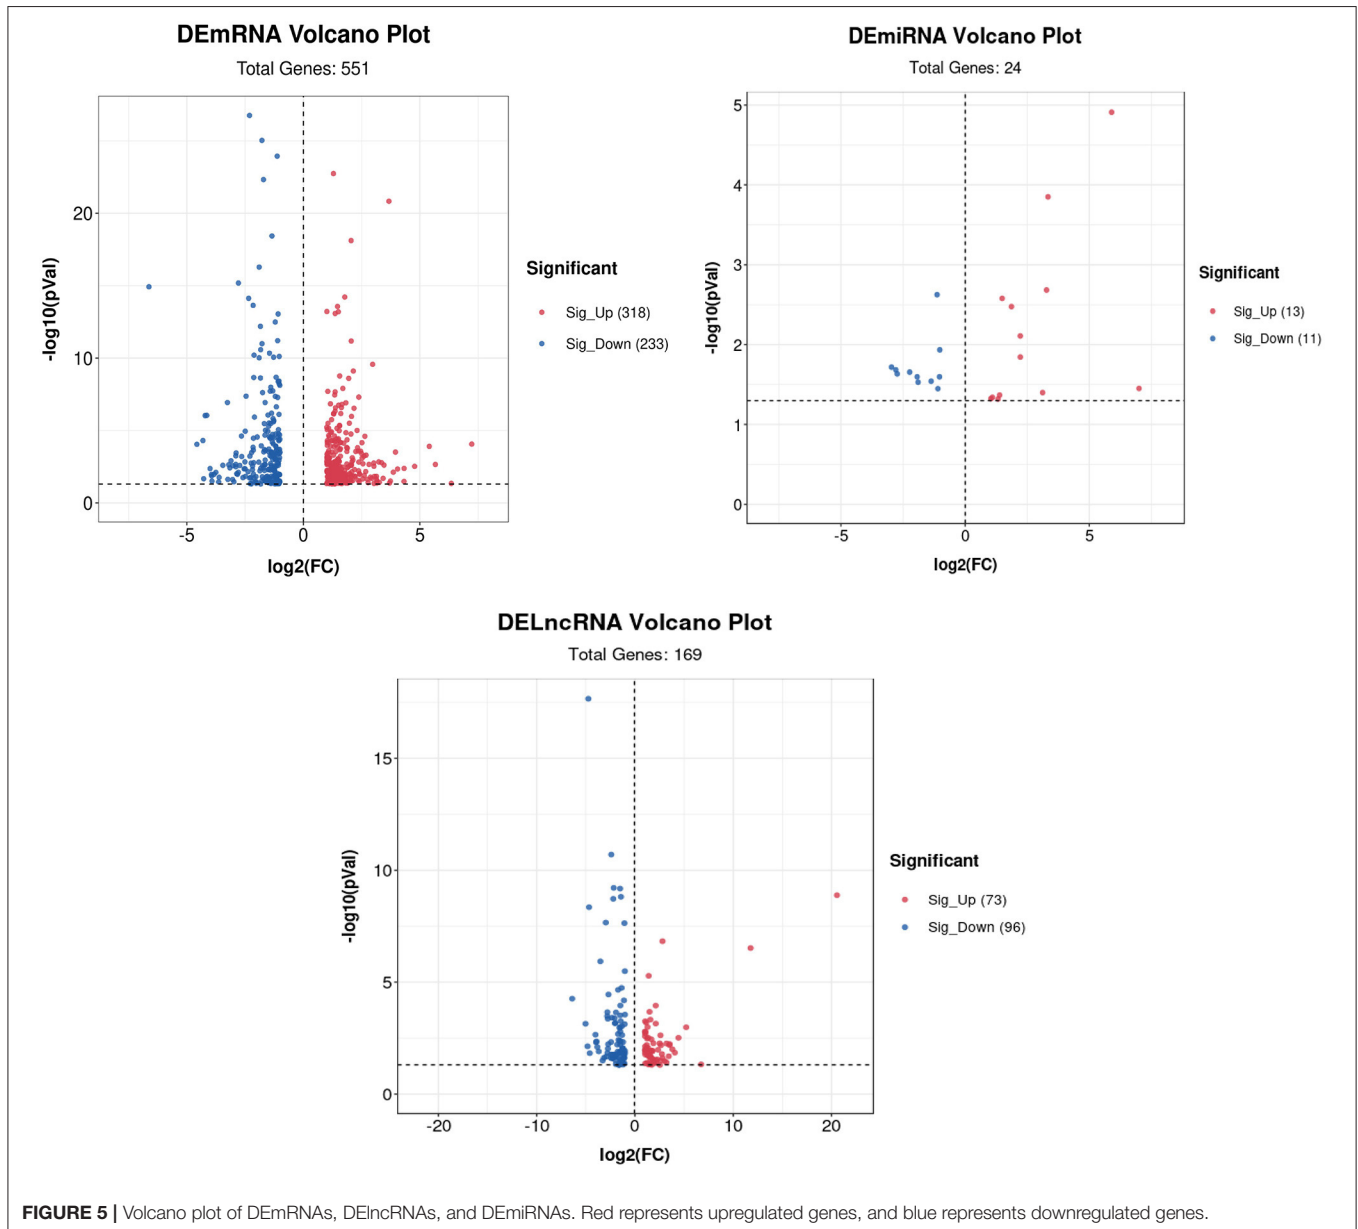 DEmRNA Volcano Plot
Total Genes: 551
-log10(pVal)
20
10
0
-5
0
5
log2(FC)
Significant
Sig_Up (318)
Sig_Down (233)
DEmiRNA Volcano Plot
Total Genes: 24
-log10(pVal)
5
4
3
2
1
0
-5
0
5
log2(FC)
Significant
Sig_Up (13)
Sig_Down (11)
DELncRNA Volcano Plot
Total Genes: 169
-log10(pVal)
15
10
5
0
-20
-10
0
10
20
log2(FC)
Significant
Sig_Up (73)
Sig_Down (96)
FIGURE 5 | Volcano plot of DEmRNAs, DElncRNAs, and DEmiRNAs. Red represents upregulated genes, and blue represents downregulated genes.